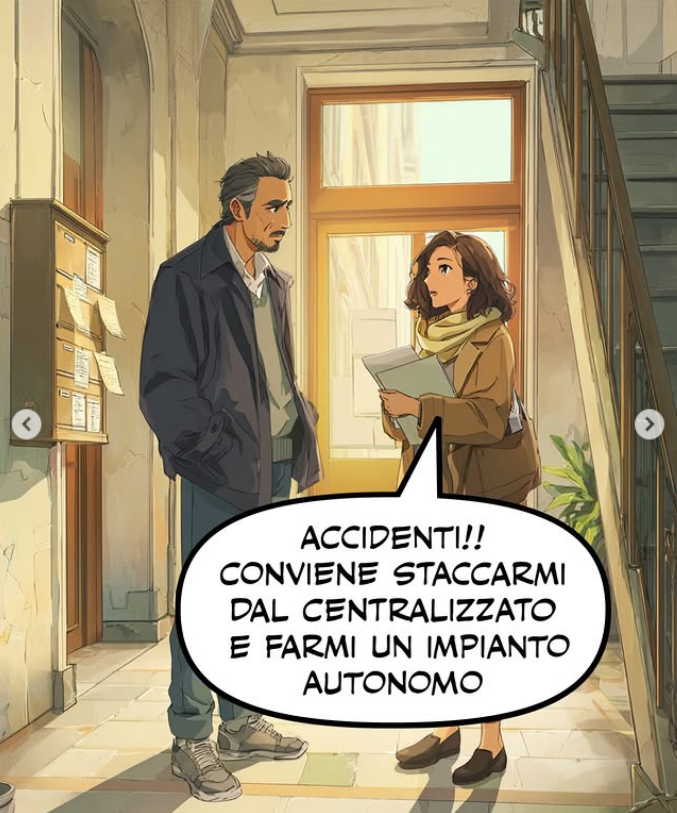 ACCIDENTI!!
CONVIENE STACCARMI
DAL CENTRALIZZATO
E FARMI UN IMPIANTO
AUTONOMO